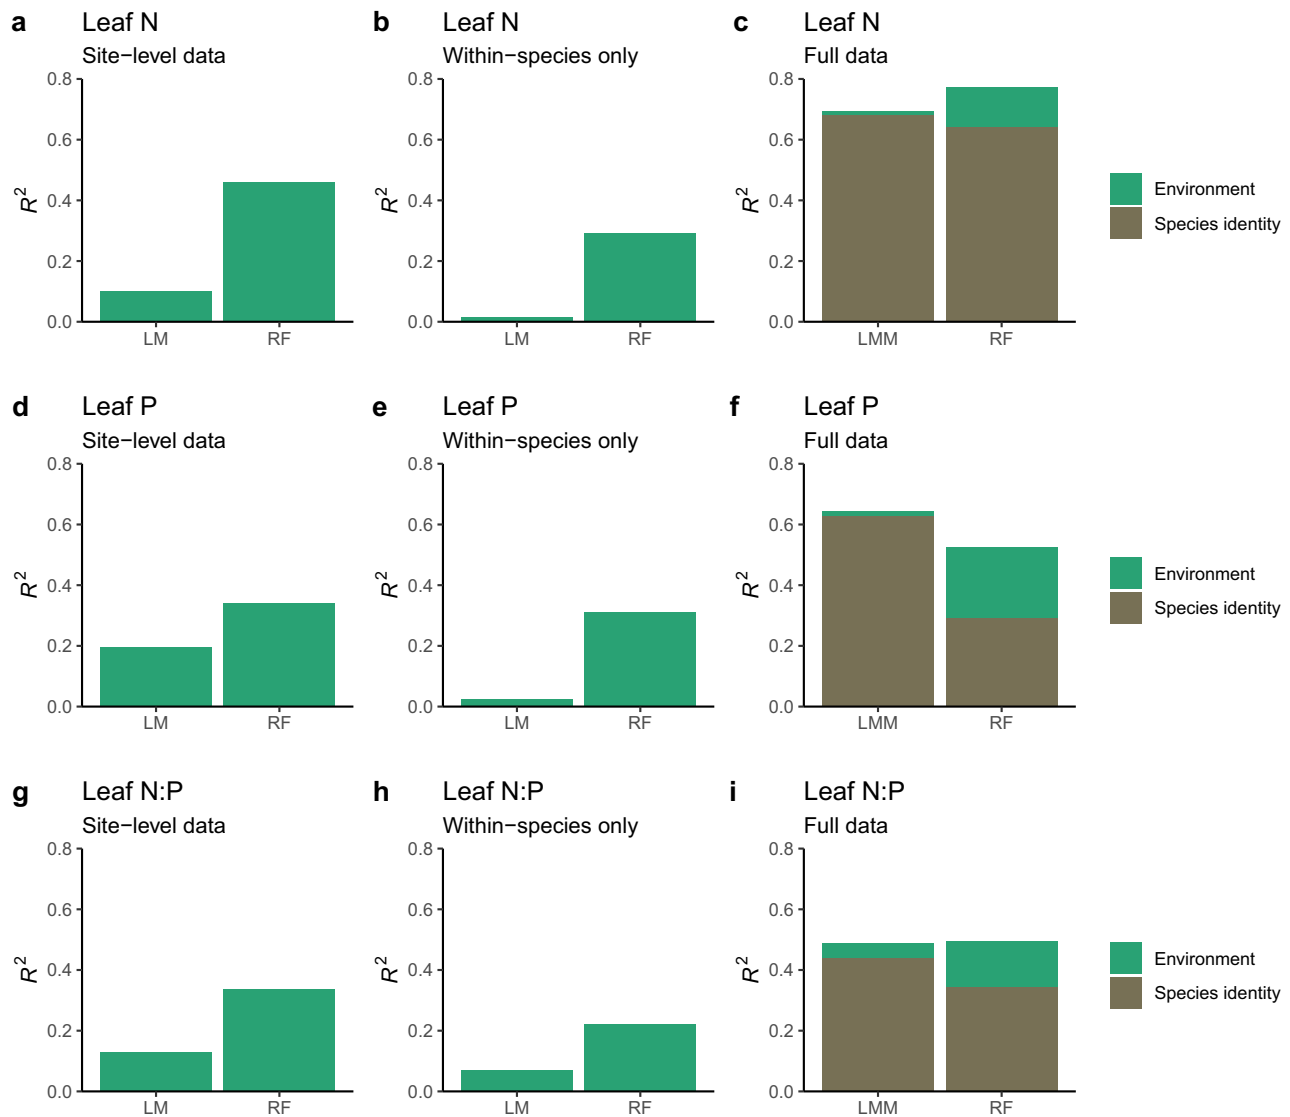 a Leaf N
Site−level data
0.8
0.6
0.4
0.2
0.0
R²
LM RF
b Leaf N
Within−species only
0.8
0.6
0.4
0.2
0.0
R²
LM RF
c Leaf N
Full data
0.8
0.6
0.4
0.2
0.0
R²
LMM RF
Environment
Species identity
d Leaf P
Site−level data
0.8
0.6
0.4
0.2
0.0
R²
LM RF
e Leaf P
Within−species only
0.8
0.6
0.4
0.2
0.0
R²
LM RF
f Leaf P
Full data
0.8
0.6
0.4
0.2
0.0
R²
LMM RF
Environment
Species identity
g Leaf N:P
Site−level data
0.8
0.6
0.4
0.2
0.0
R²
LM RF
h Leaf N:P
Within−species only
0.8
0.6
0.4
0.2
0.0
R²
LM RF
i Leaf N:P
Full data
0.8
0.6
0.4
0.2
0.0
R²
LMM RF
Environment
Species identity